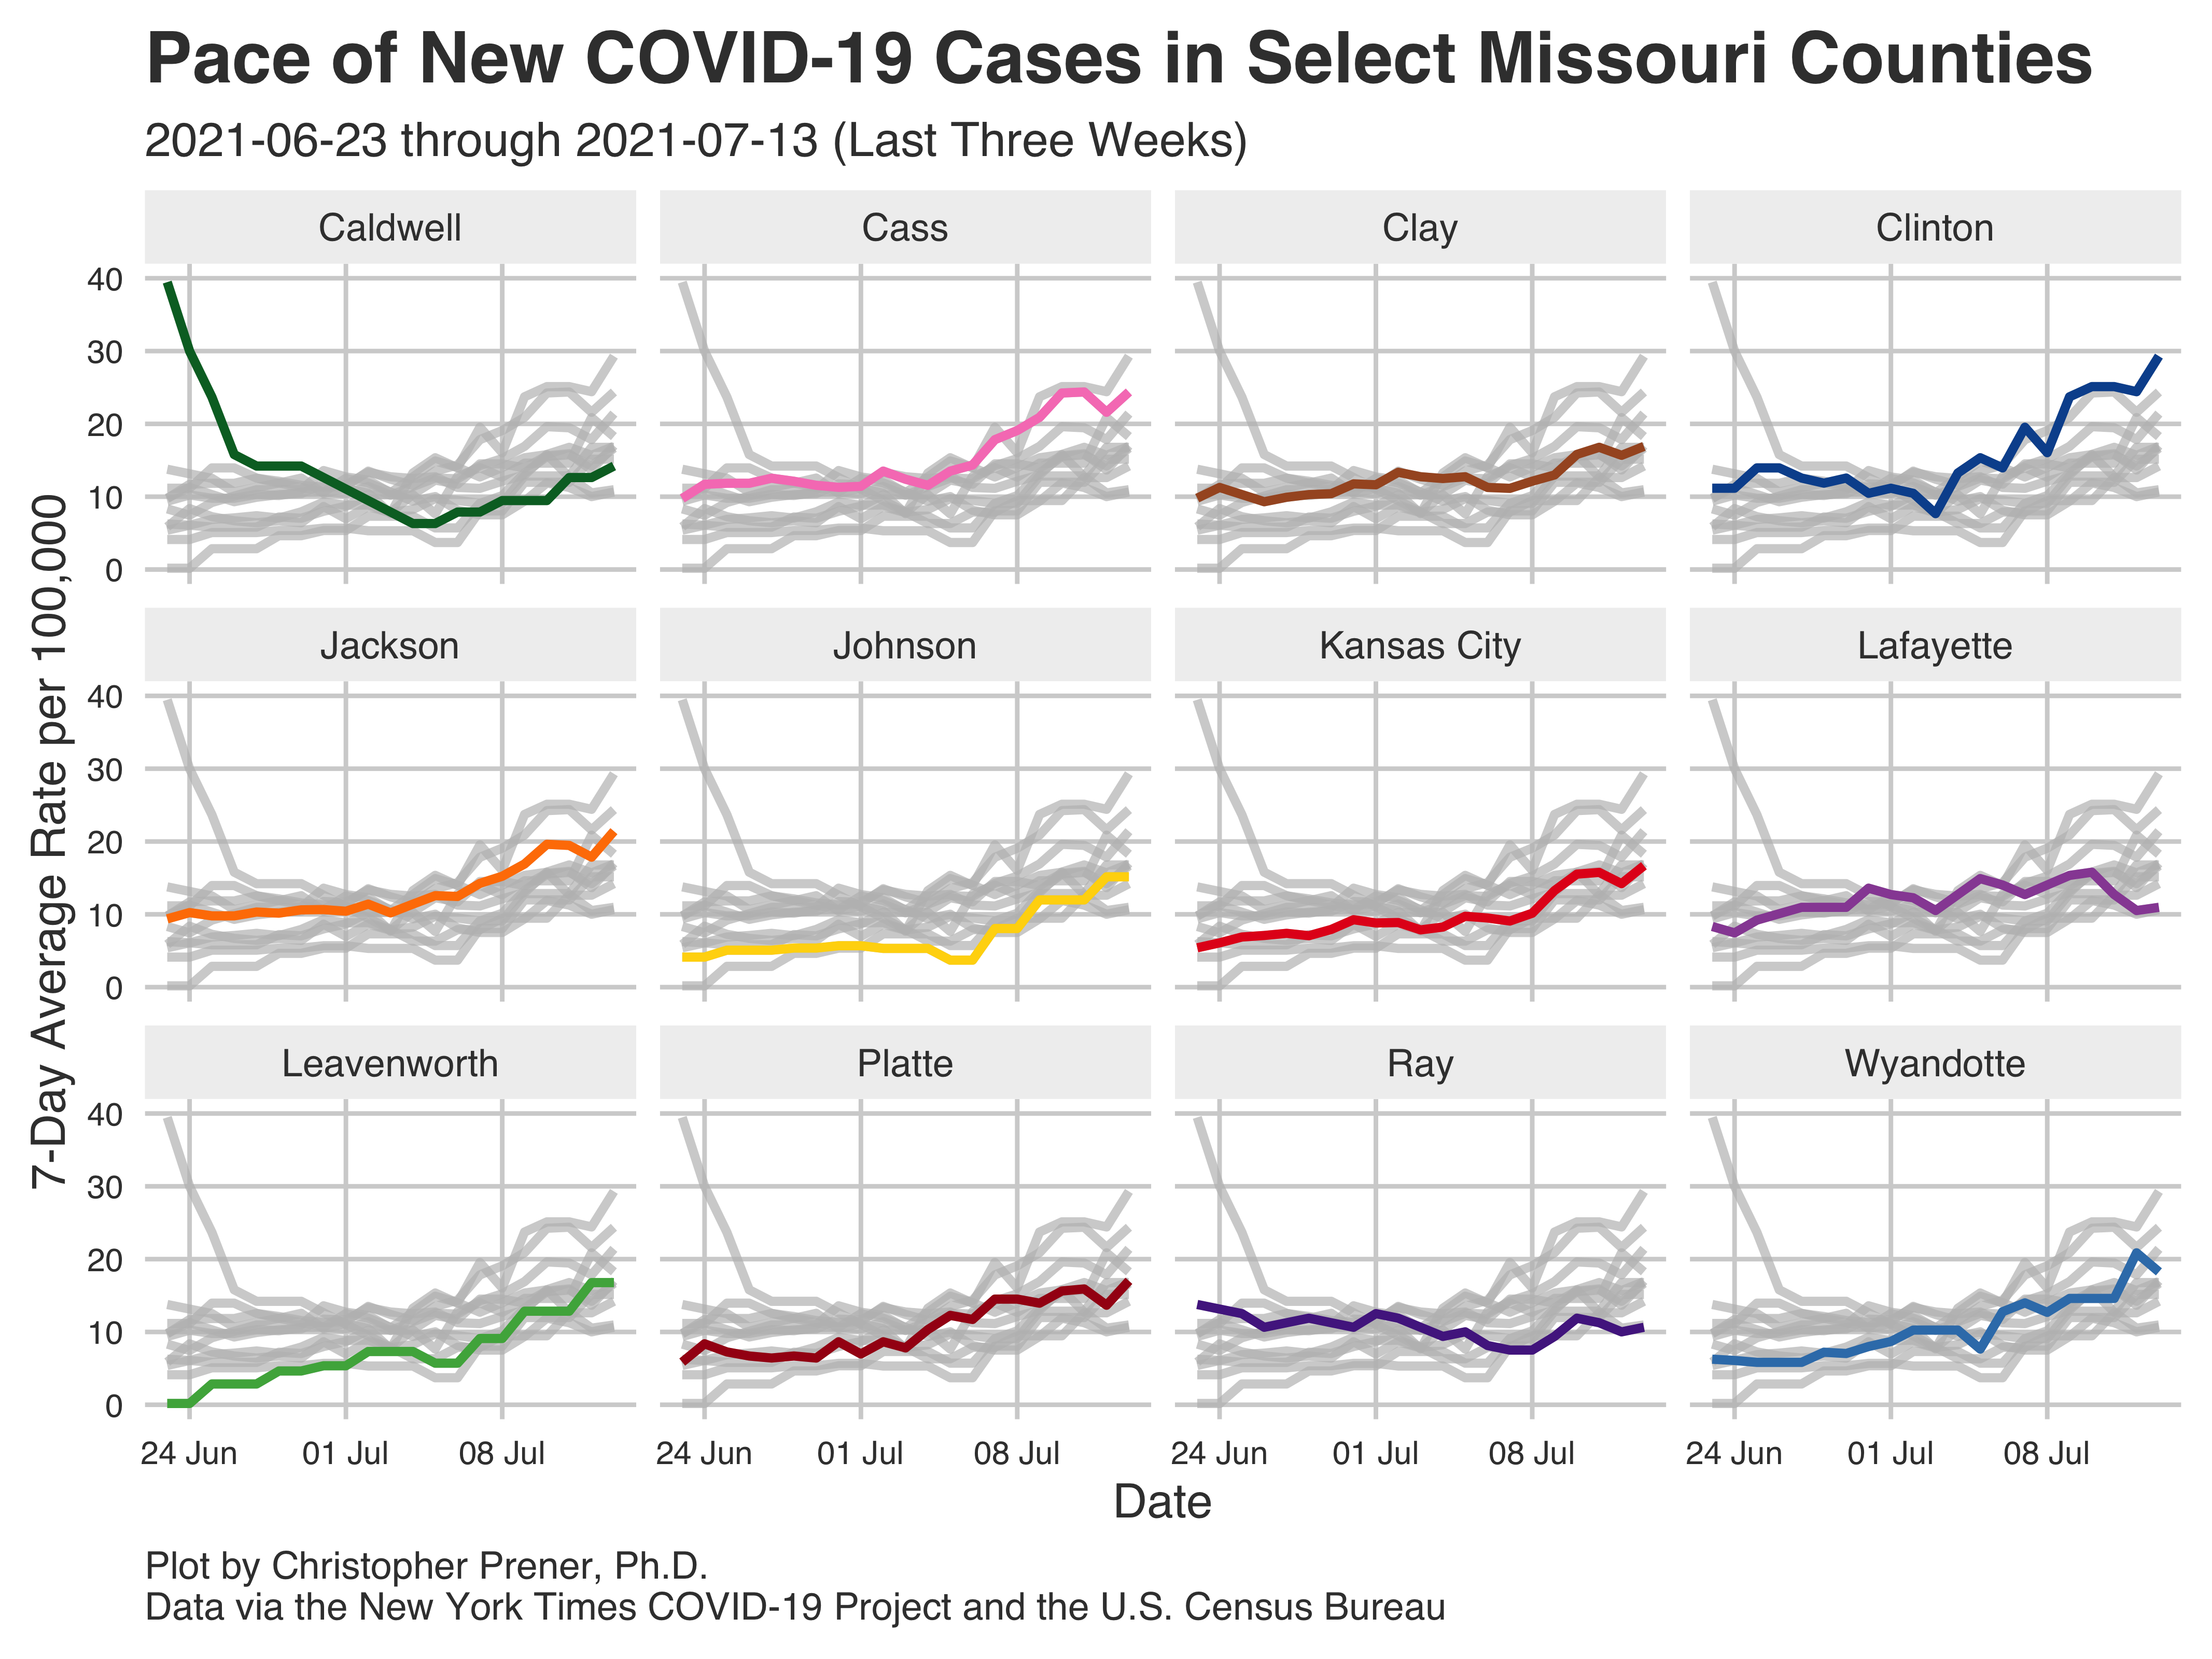 Pace of New COVID-19 Cases in Select Missouri Counties
2021-06-23 through 2021-07-13 (Last Three Weeks)
7-Day Average Rate per 100,000
Caldwell
Cass
Clay
Clinton
40
30
20
10
0
Jackson
Johnson
Kansas City
Lafayette
40
30
20
10
0
Leavenworth
Platte
Ray
Wyandotte
40
30
20
10
0
24 Jun 01 Jul 08 Jul
24 Jun 01 Jul 08 Jul
24 Jun 01 Jul 08 Jul
24 Jun 01 Jul 08 Jul
Date
Plot by Christopher Prener, Ph.D.
Data via the New York Times COVID-19 Project and the U.S. Census Bureau